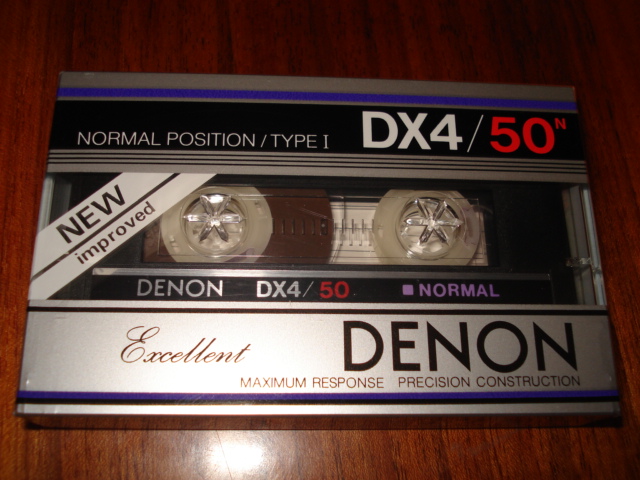 NORMAL POSITION / TYPE I DX4/50N
NEW
improved
DENON DX4/50 NORMAL
Excellent DENON
MAXIMUM RESPONSE PRECISION CONSTRUCTION